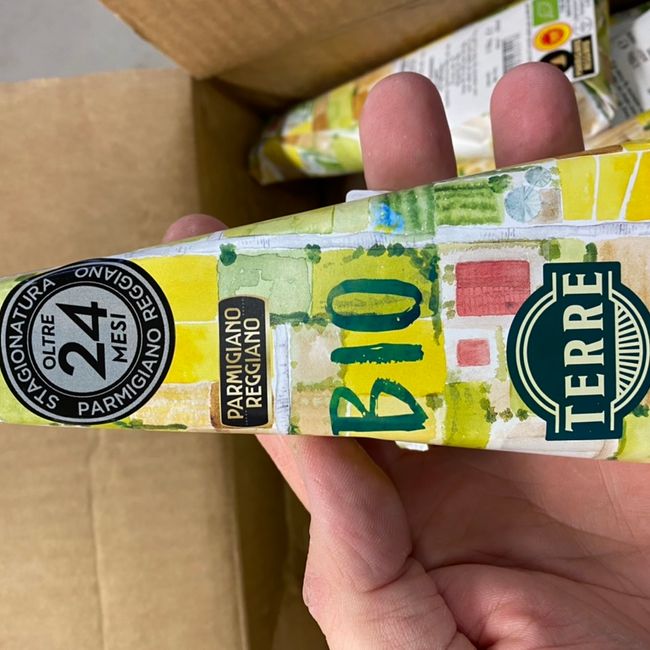 STAGIONATURA
OLTRE
24
MESI
PARMIGIANO REGGIANO
PARMIGIANO
REGGIANO
BIO
TERRE